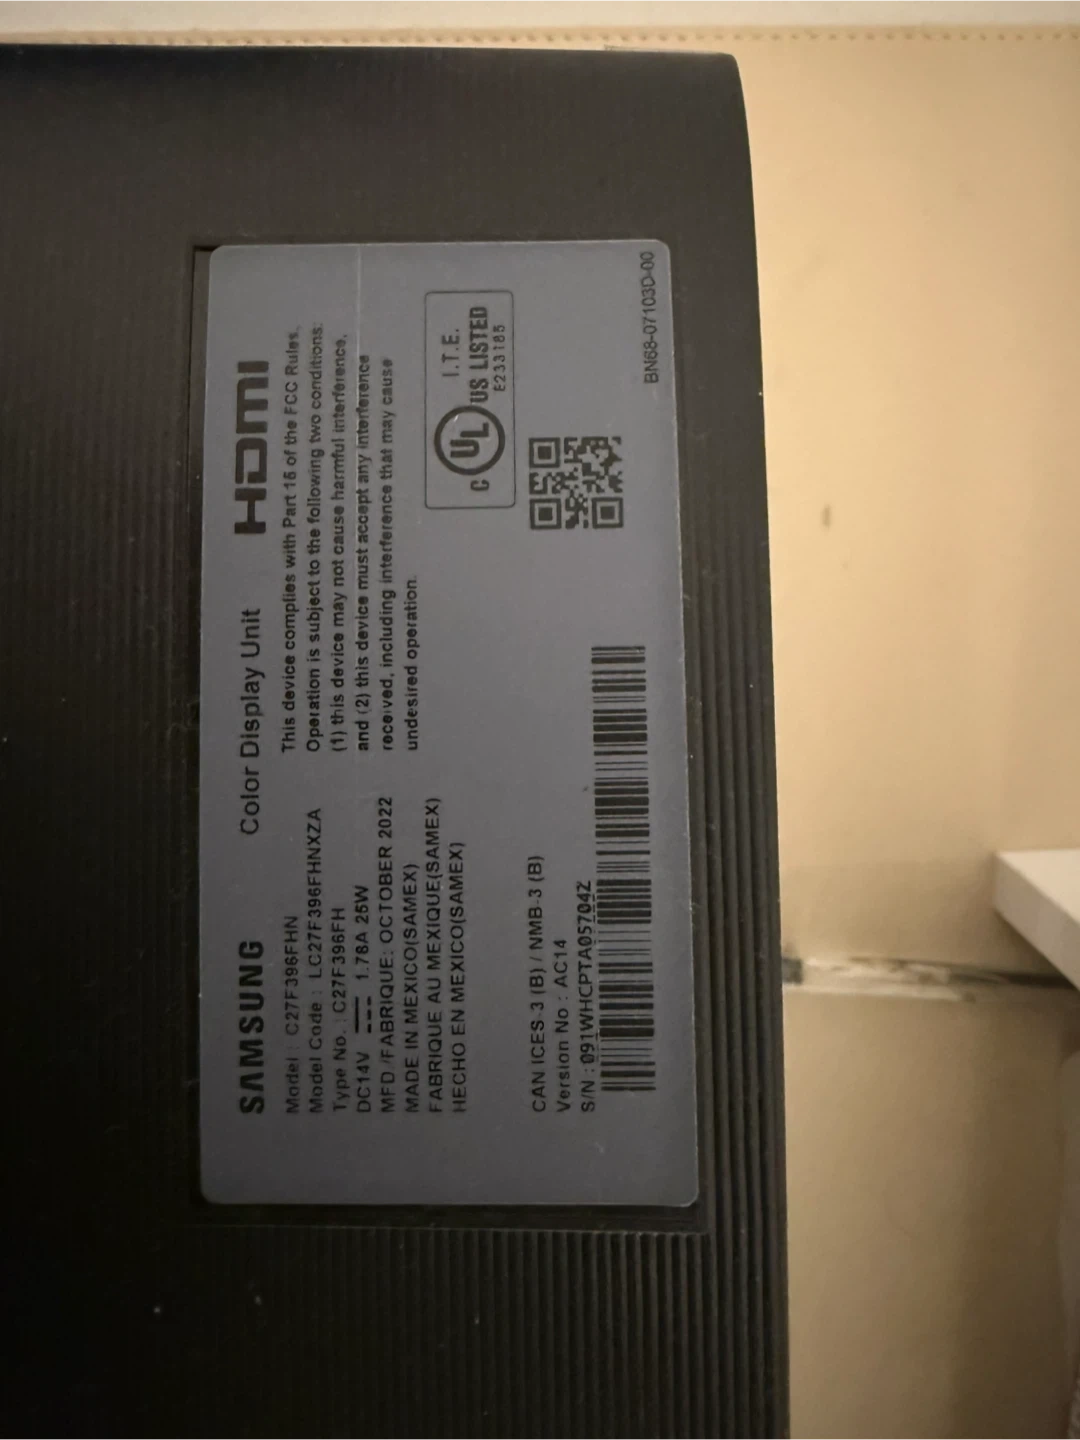 SAMSUNG Color Display Unit HDMI
Model : C27F396FHN
Model Code : LC27F396FHNXZA
Type No. : C27F396FH
DC14V 1.78A 25W
MFD /FABRIQUE: OCTOBER 2022
MADE IN MEXICO(SAMEX)
FABRIQUE AU MEXIQUE(SAMEX)
HECHO EN MEXICO(SAMEX)
This device complies with Part 15 of the FCC Rules.
Operation is subject to the following two conditions:
(1) this device may not cause harmful interference,
and (2) this device must accept any interference
received, including interference that may cause
undesired operation.
C UL US LISTED
I.T.E.
E233185
CAN ICES-3 (B) / NMB-3 (B)
Version No : AC14
S/N : 091WHCPTA05704Z
BN68-07103D-00